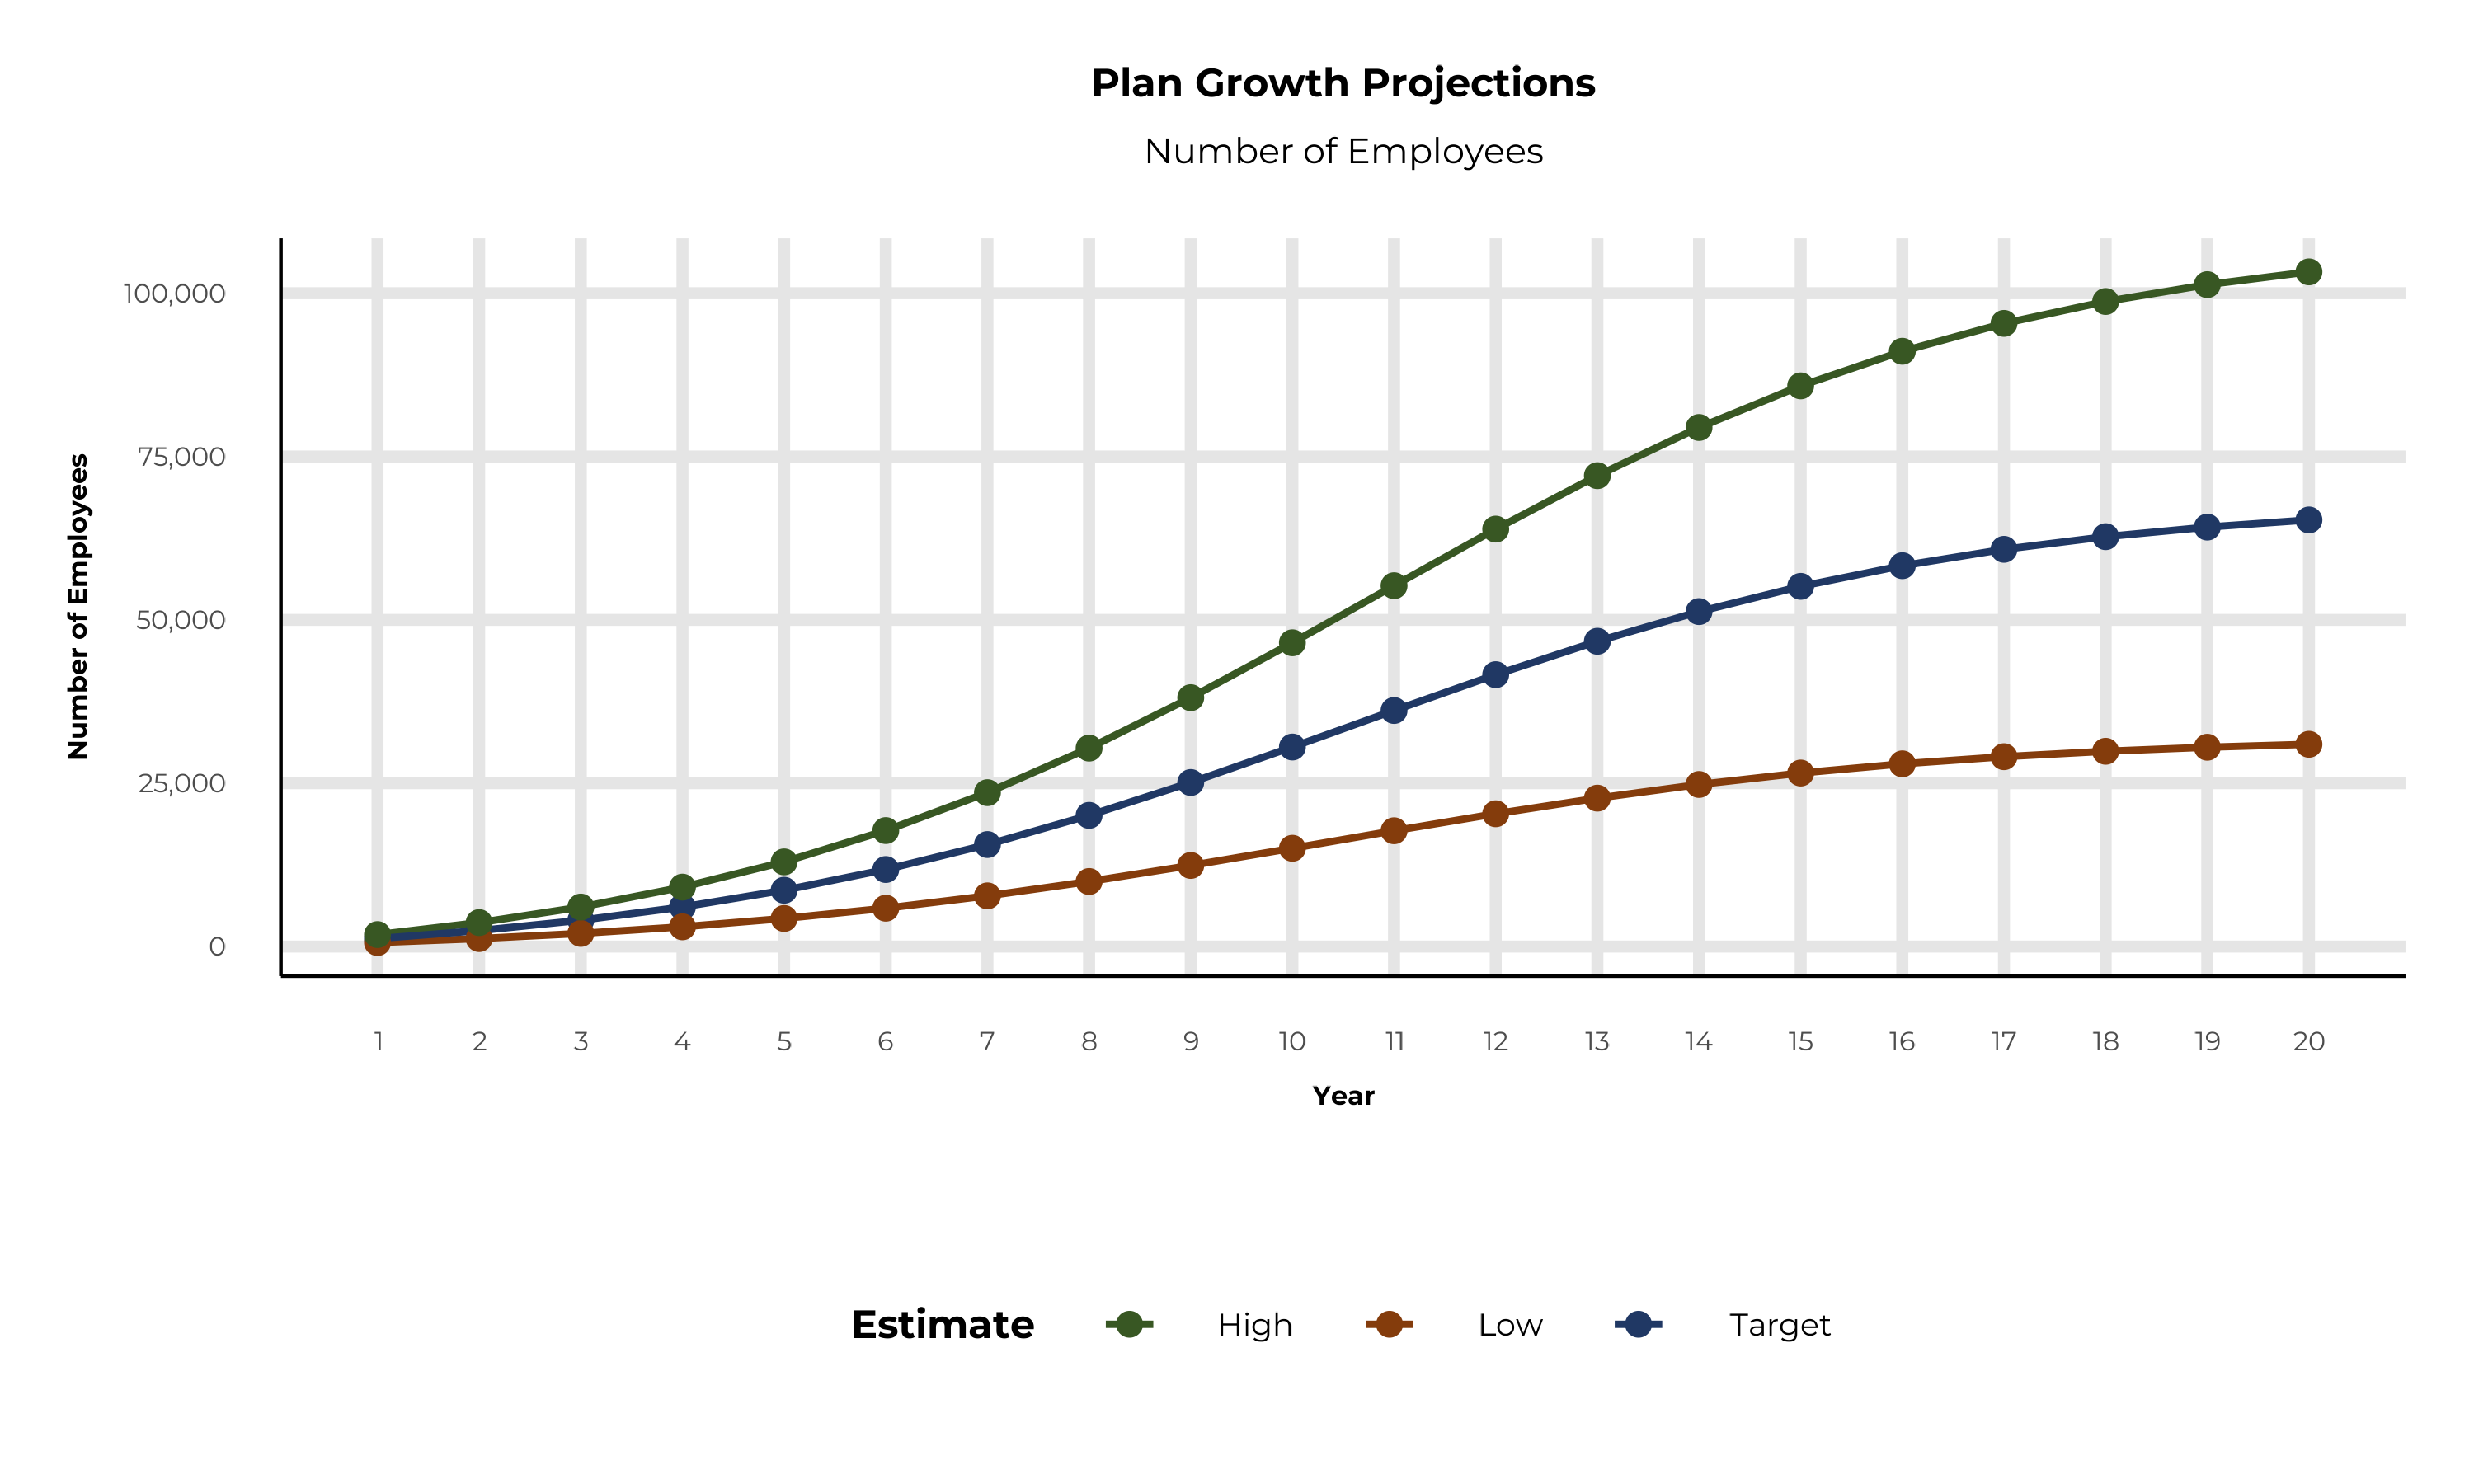 Plan Growth Projections
Number of Employees
Number of Employees
100,000
75,000
50,000
25,000
0
1 2 3 4 5 6 7 8 9 10 11 12 13 14 15 16 17 18 19 20
Year
Estimate High Low Target